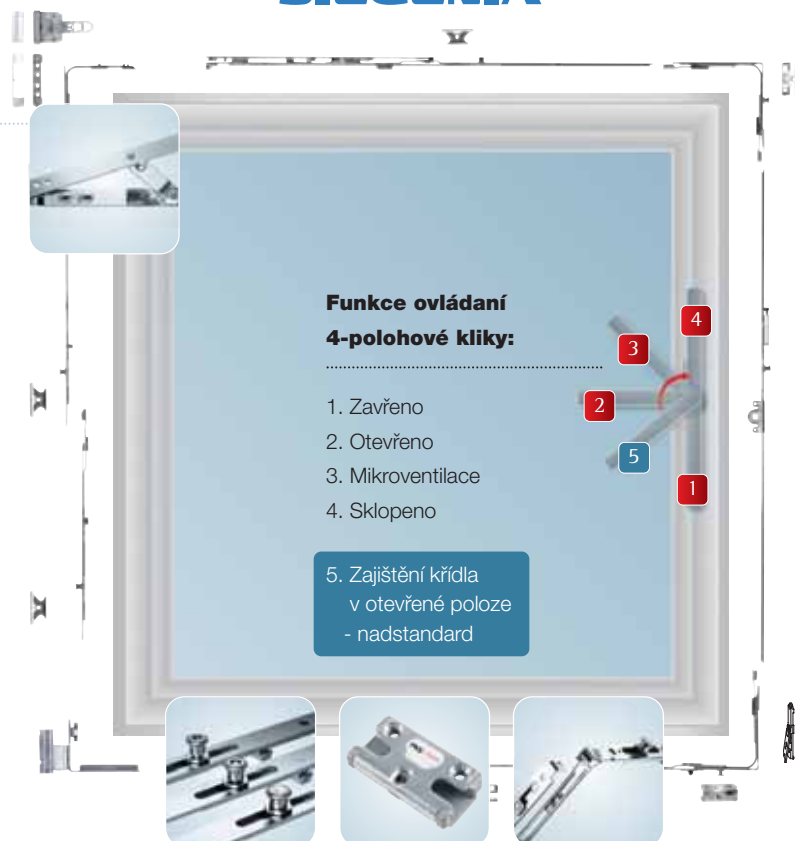 SIEGENIA
Funkce ovládaní
4-polohové kliky:
1. Zavřeno
2. Otevřeno
3. Mikroventilace
4. Sklopeno
5. Zajištění křídla
v otevřené poloze
- nadstandard
4
3
2
5
1